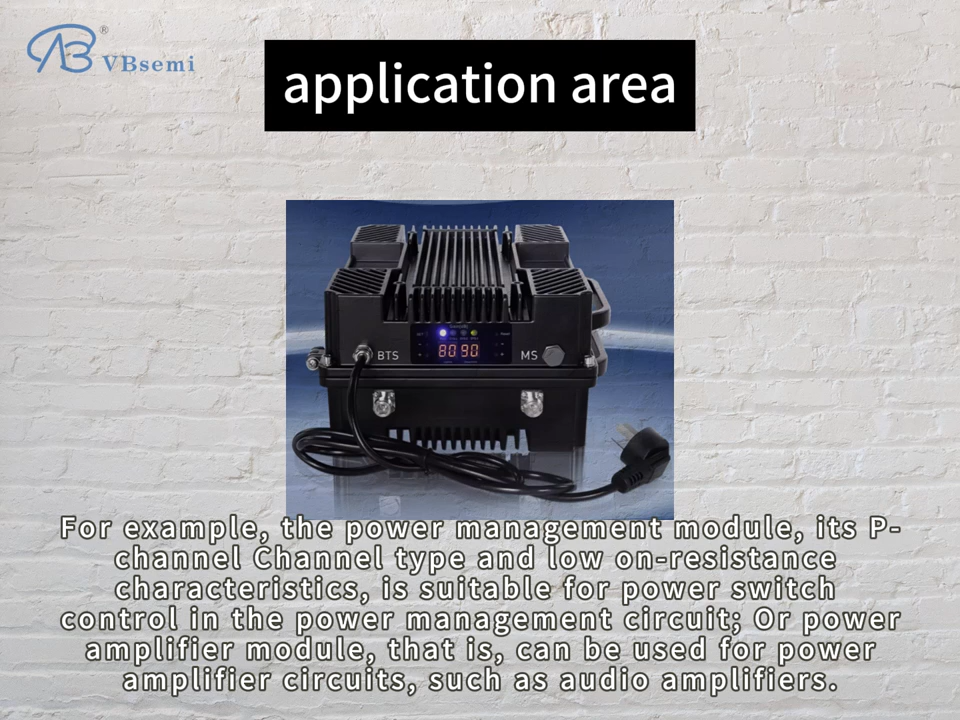 ®
VBsemi
application area
BTS
80 90
MS
For example, the power management module, its P-
channel Channel type and low on-resistance
characteristics, is suitable for power switch
control in the power management circuit; Or power
amplifier module, that is, can be used for power
amplifier circuits, such as audio amplifiers.